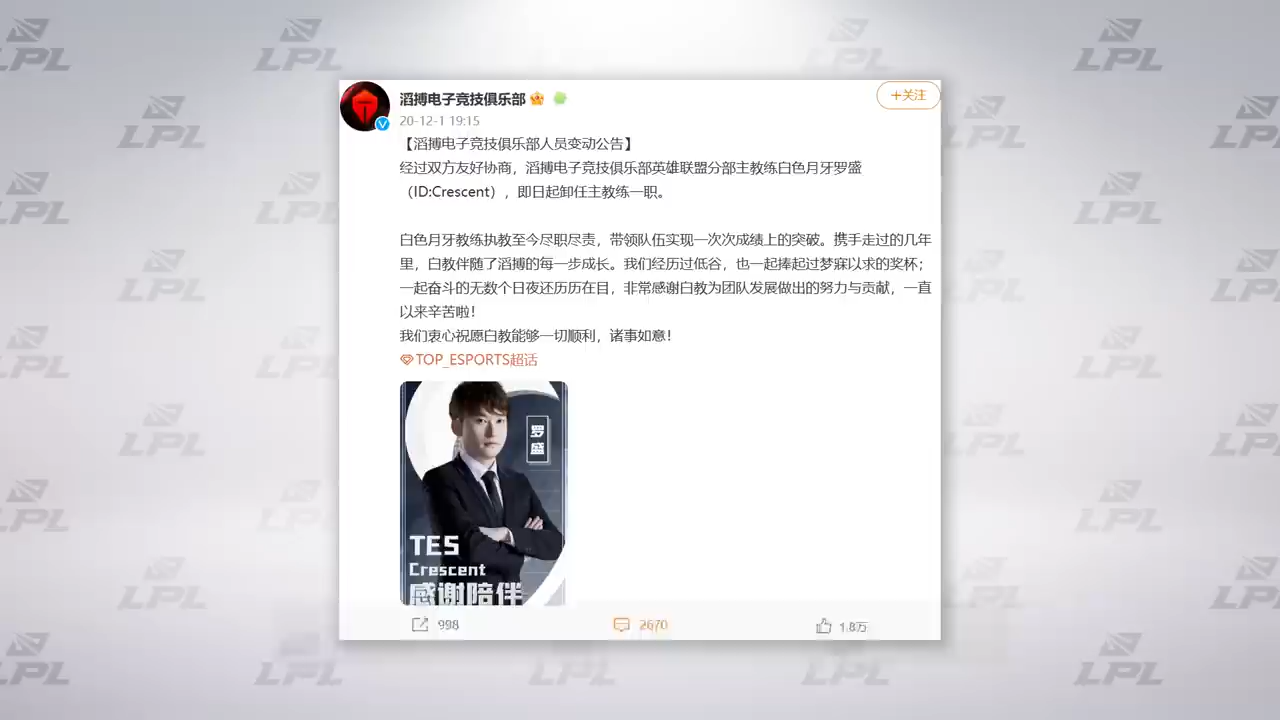 滔搏电子竞技俱乐部
+关注
20-12-1 19:15
【滔搏电子竞技俱乐部人员变动公告】
经过双方友好协商，滔搏电子竞技俱乐部英雄联盟分部主教练白色月牙罗盛
（ID:Crescent），即日起卸任主教练一职。
白色月牙教练执教至今尽职尽责，带领队伍实现一次次成绩上的突破。携手走过的几年
里，白教伴随了滔搏的每一步成长。我们经历过低谷，也一起捧起过梦寐以求的奖杯；
一起奋斗的无数个日夜还历历在目，非常感谢白教为团队发展做出的努力与贡献，一直
以来辛苦啦！
我们衷心祝愿白教能够一切顺利，诸事如意！
TOP_ESPORTS超话
罗盛
TES
Crescent
感谢陪伴
998
2670
1.8万
LPL